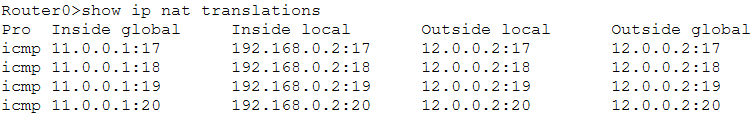 Router0>show ip nat translations
Pro  Inside global     Inside local       Outside local      Outside global
icmp 11.0.0.1:17       192.168.0.2:17     12.0.0.2:17        12.0.0.2:17
icmp 11.0.0.1:18       192.168.0.2:18     12.0.0.2:18        12.0.0.2:18
icmp 11.0.0.1:19       192.168.0.2:19     12.0.0.2:19        12.0.0.2:19
icmp 11.0.0.1:20       192.168.0.2:20     12.0.0.2:20        12.0.0.2:20